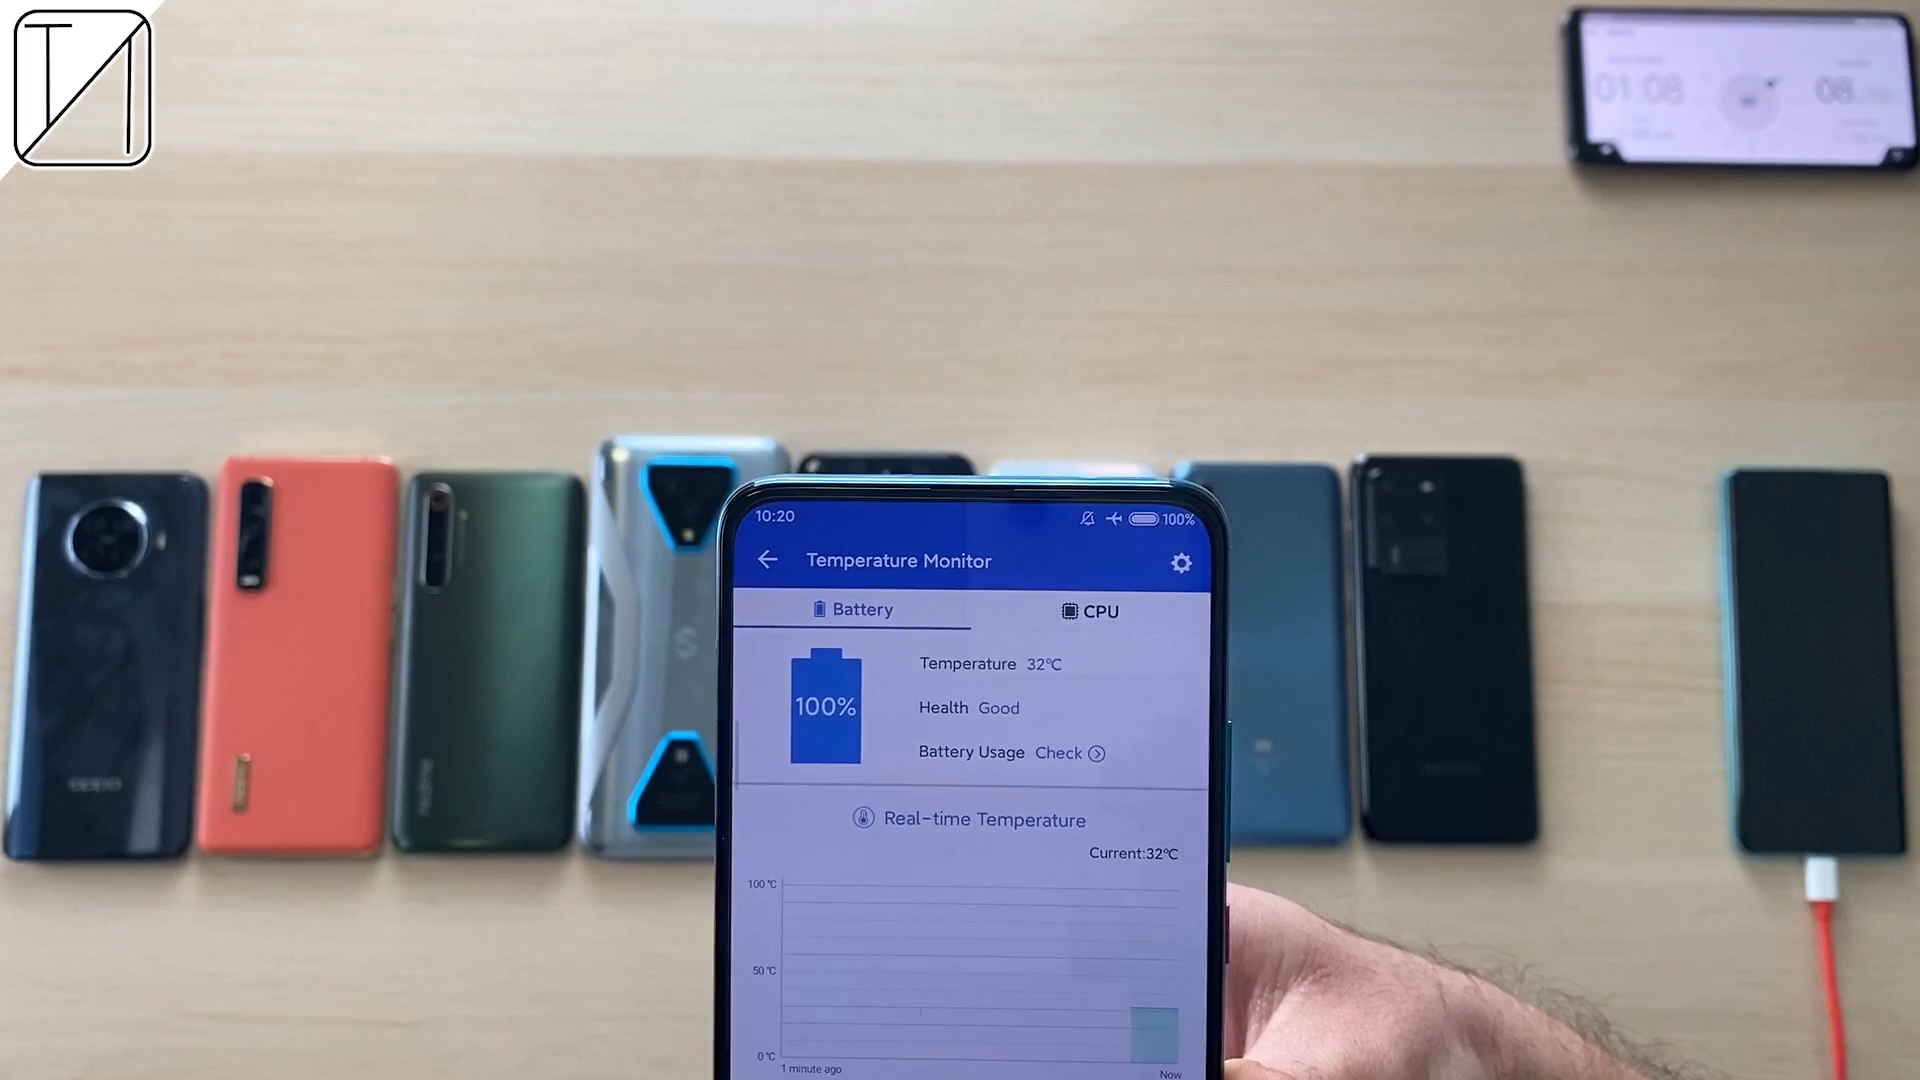 01:08
08.
10:20
100%
Temperature Monitor
Battery
CPU
100%
Temperature 32℃
Health Good
Battery Usage Check
Real-time Temperature
Current:32℃
100℃
50℃
0℃
1 minute ago
Now
oppo